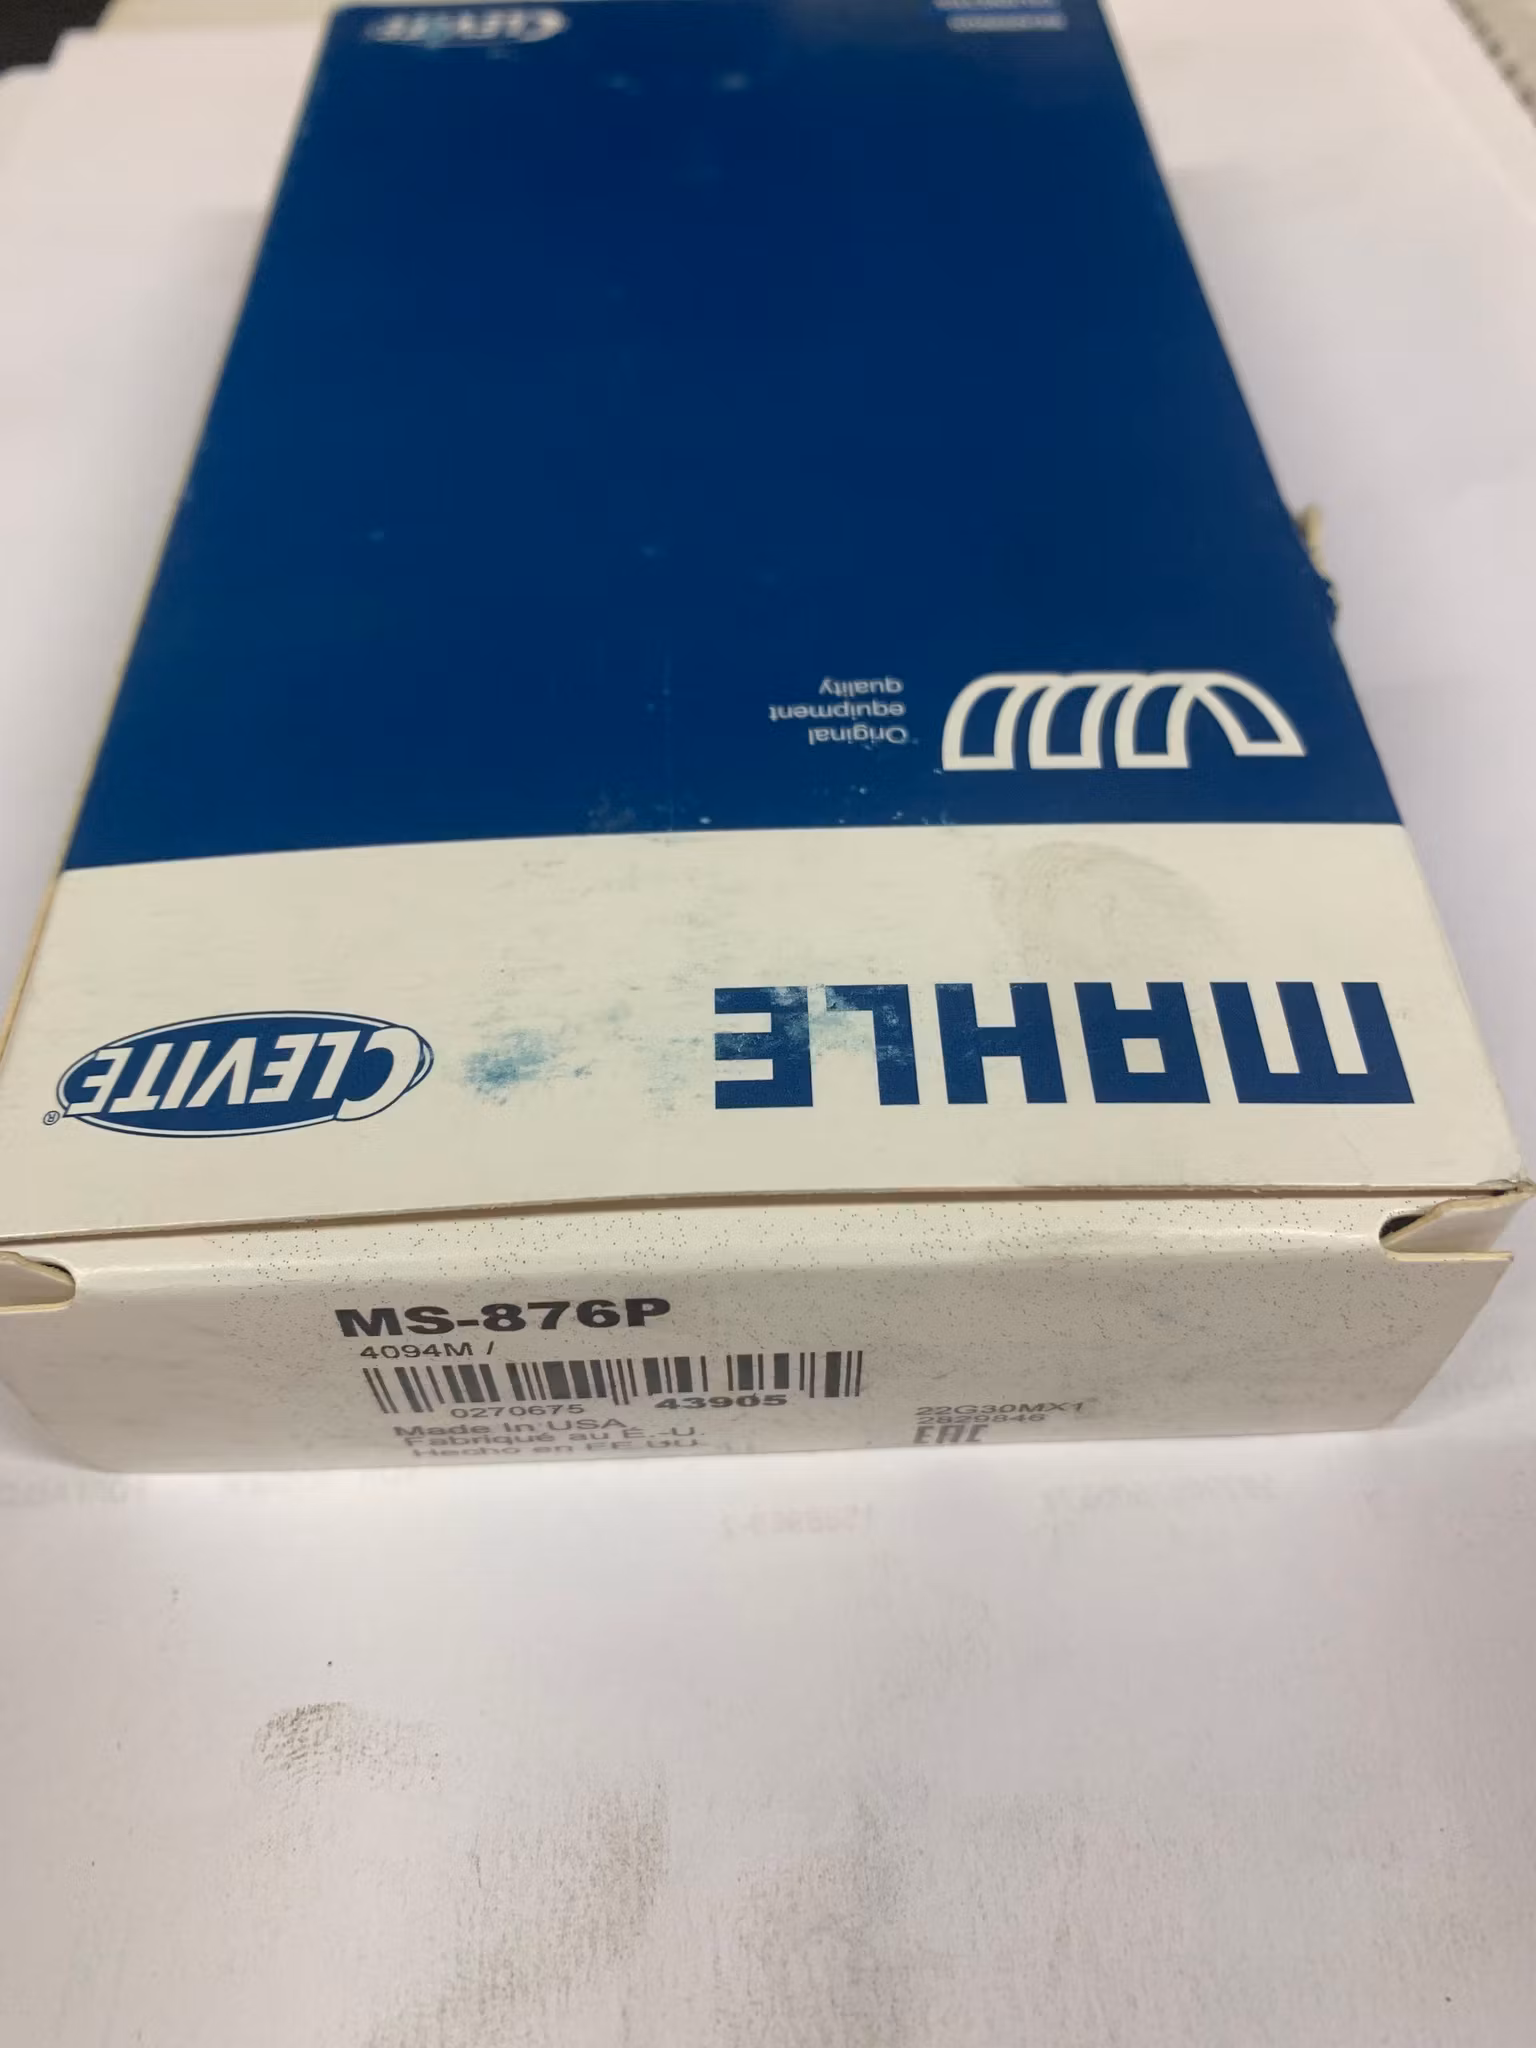 CLEVITE
Original
equipment
quality
MAHLE
CLEVITE®
MS-876P
4094M /
0270675 43905
Made In USA.
Fabriqué au É.-U.
Hecho en EE.UU.
22G30MX1
2829846
EAC